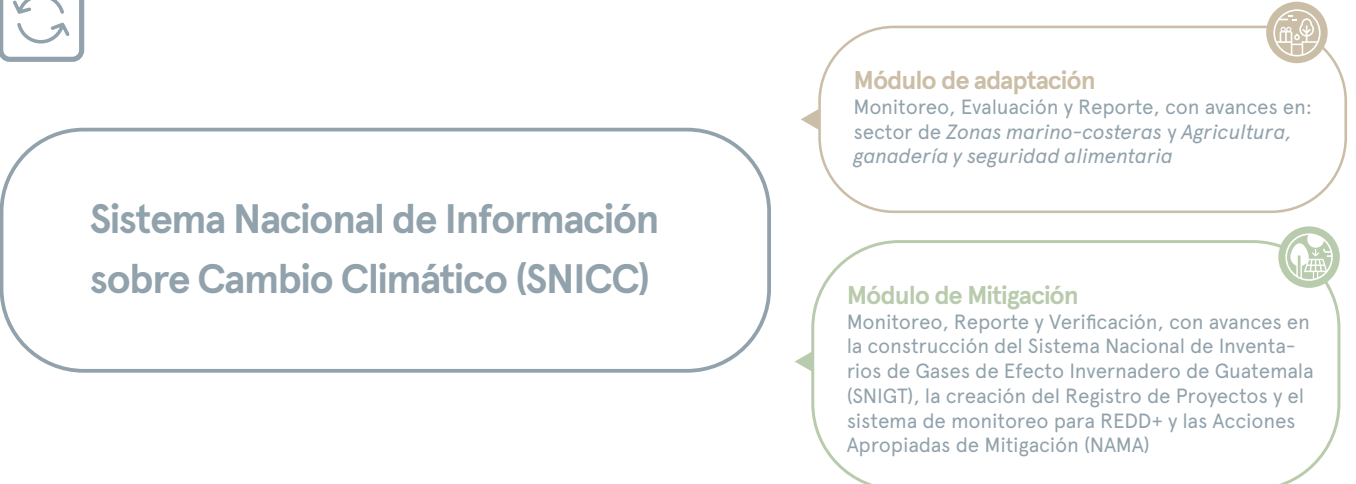 Sistema Nacional de Información
sobre Cambio Climático (SNICC)
Módulo de adaptación
Monitoreo, Evaluación y Reporte, con avances en:
sector de Zonas marino-costeras y Agricultura,
ganadería y seguridad alimentaria
Módulo de Mitigación
Monitoreo, Reporte y Verificación, con avances en
la construcción del Sistema Nacional de Inventa-
rios de Gases de Efecto Invernadero de Guatemala
(SNIGT), la creación del Registro de Proyectos y el
sistema de monitoreo para REDD+ y las Acciones
Apropiadas de Mitigación (NAMA)